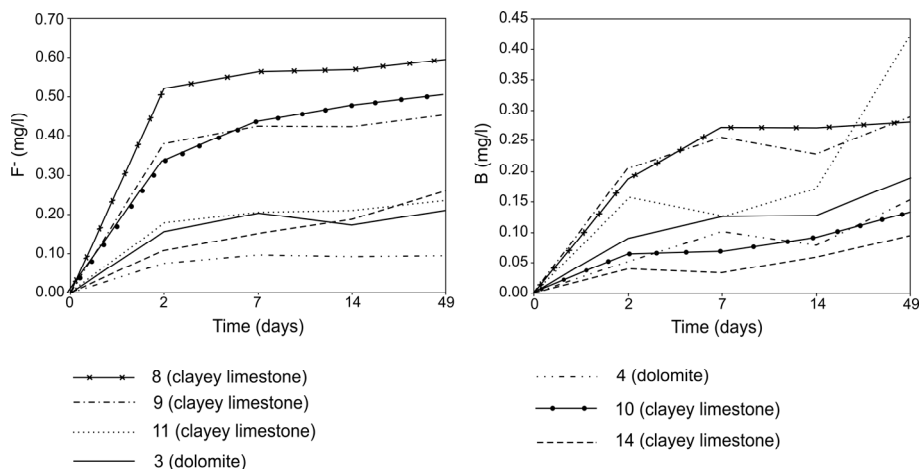 0.70
0.60
0.50
0.40
0.30
0.20
0.10
0.00
F- (mg/l)
0 2 7 14 49
Time (days)
0.45
0.40
0.35
0.30
0.25
0.20
0.15
0.10
0.05
0.00
B (mg/l)
0 2 7 14 49
Time (days)
8 (clayey limestone)
9 (clayey limestone)
11 (clayey limestone)
3 (dolomite)
4 (dolomite)
10 (clayey limestone)
14 (clayey limestone)